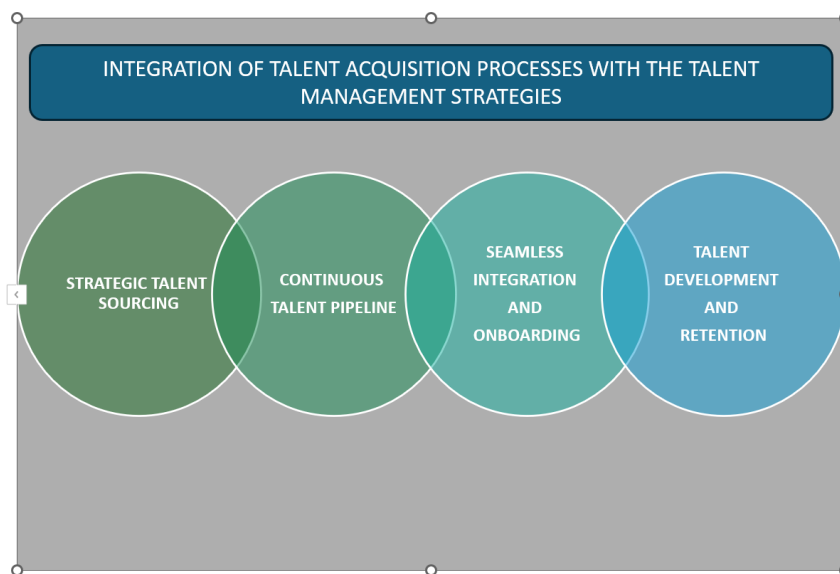 INTEGRATION OF TALENT ACQUISITION PROCESSES WITH THE TALENT
MANAGEMENT STRATEGIES
STRATEGIC TALENT
SOURCING
CONTINUOUS
TALENT PIPELINE
SEAMLESS
INTEGRATION
AND
ONBOARDING
TALENT
DEVELOPMENT
AND
RETENTION